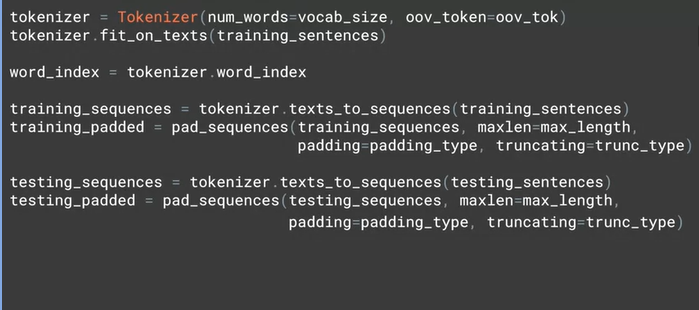 tokenizer = Tokenizer(num_words=vocab_size, oov_token=oov_tok)
tokenizer.fit_on_texts(training_sentences)
word_index = tokenizer.word_index
training_sequences = tokenizer.texts_to_sequences(training_sentences)
training_padded = pad_sequences(training_sequences, maxlen=max_length,
padding=padding_type, truncating=trunc_type)
testing_sequences = tokenizer.texts_to_sequences(testing_sentences)
testing_padded = pad_sequences(testing_sequences, maxlen=max_length,
padding=padding_type, truncating=trunc_type)